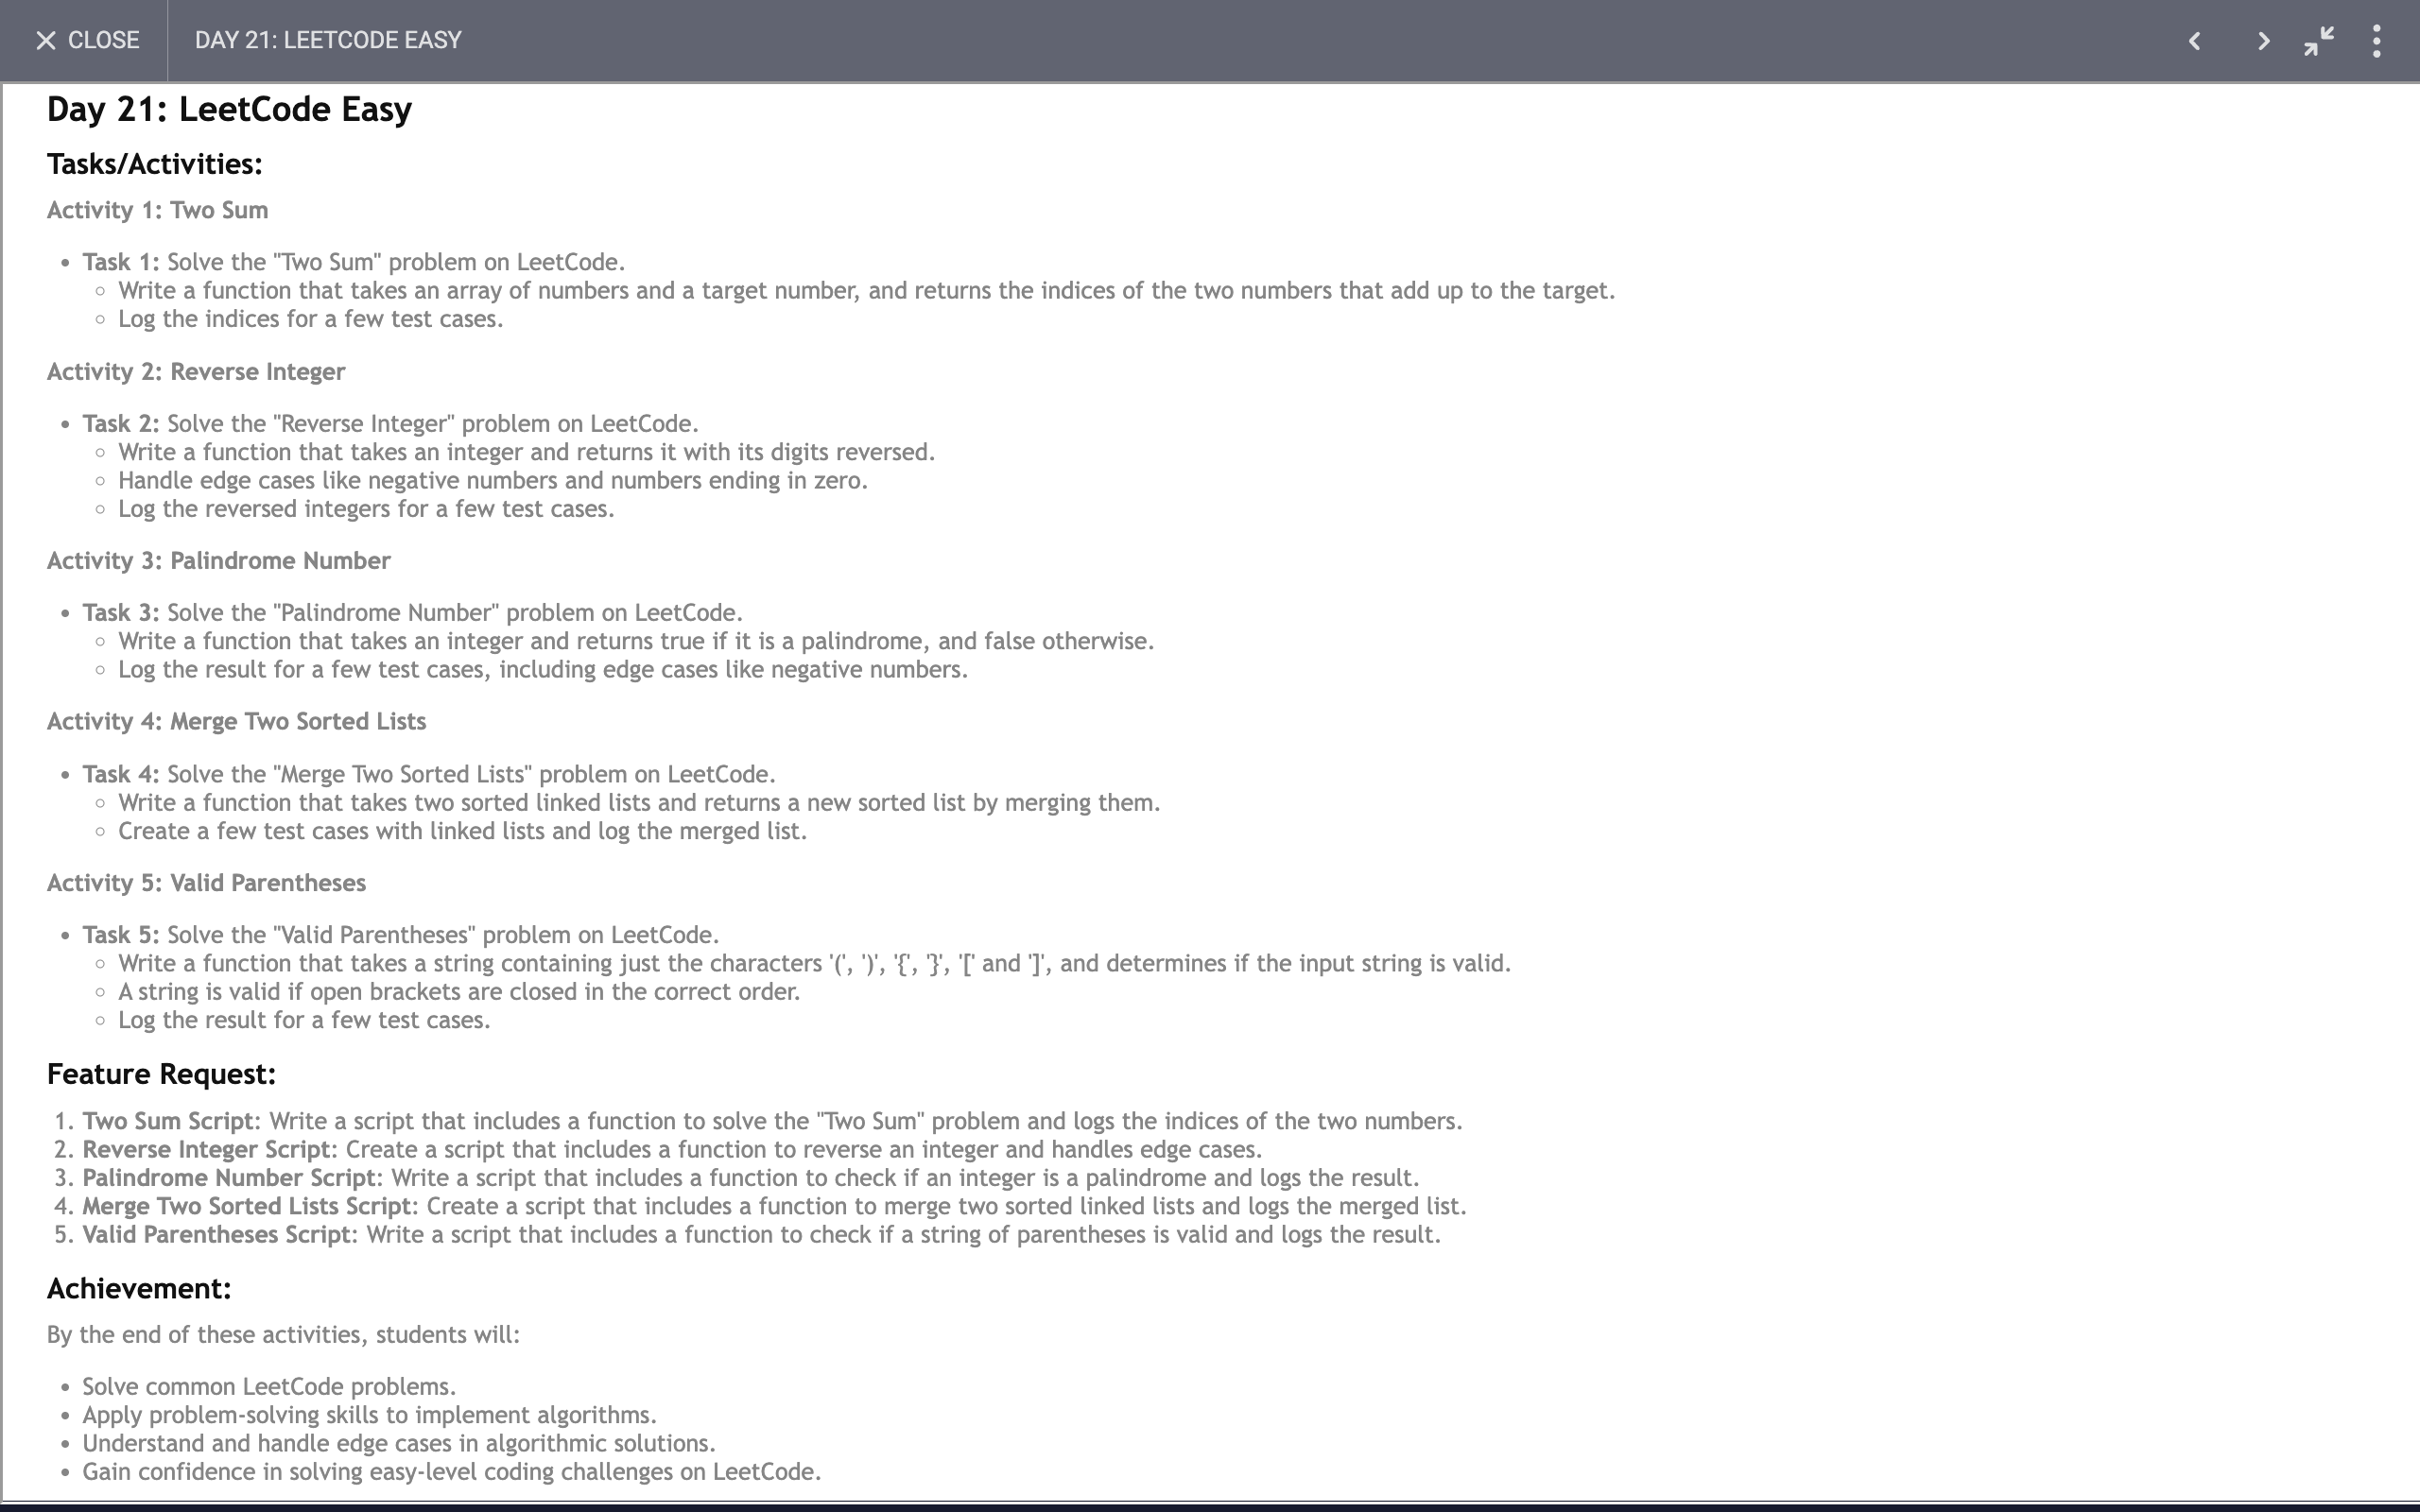 CLOSE
DAY 21: LEETCODE EASY
Day 21: LeetCode Easy
Tasks/Activities:
Activity 1: Two Sum
• Task 1: Solve the "Two Sum" problem on LeetCode.
○ Write a function that takes an array of numbers and a target number, and returns the indices of the two numbers that add up to the target.
○ Log the indices for a few test cases.
Activity 2: Reverse Integer
• Task 2: Solve the "Reverse Integer" problem on LeetCode.
○ Write a function that takes an integer and returns it with its digits reversed.
○ Handle edge cases like negative numbers and numbers ending in zero.
○ Log the reversed integers for a few test cases.
Activity 3: Palindrome Number
• Task 3: Solve the "Palindrome Number" problem on LeetCode.
○ Write a function that takes an integer and returns true if it is a palindrome, and false otherwise.
○ Log the result for a few test cases, including edge cases like negative numbers.
Activity 4: Merge Two Sorted Lists
• Task 4: Solve the "Merge Two Sorted Lists" problem on LeetCode.
○ Write a function that takes two sorted linked lists and returns a new sorted list by merging them.
○ Create a few test cases with linked lists and log the merged list.
Activity 5: Valid Parentheses
• Task 5: Solve the "Valid Parentheses" problem on LeetCode.
○ Write a function that takes a string containing just the characters '(', ')', '{', '}', '[' and ']', and determines if the input string is valid.
○ A string is valid if open brackets are closed in the correct order.
○ Log the result for a few test cases.
Feature Request:
1. Two Sum Script: Write a script that includes a function to solve the "Two Sum" problem and logs the indices of the two numbers.
2. Reverse Integer Script: Create a script that includes a function to reverse an integer and handles edge cases.
3. Palindrome Number Script: Write a script that includes a function to check if an integer is a palindrome and logs the result.
4. Merge Two Sorted Lists Script: Create a script that includes a function to merge two sorted linked lists and logs the merged list.
5. Valid Parentheses Script: Write a script that includes a function to check if a string of parentheses is valid and logs the result.
Achievement:
By the end of these activities, students will:
• Solve common LeetCode problems.
• Apply problem-solving skills to implement algorithms.
• Understand and handle edge cases in algorithmic solutions.
• Gain confidence in solving easy-level coding challenges on LeetCode.